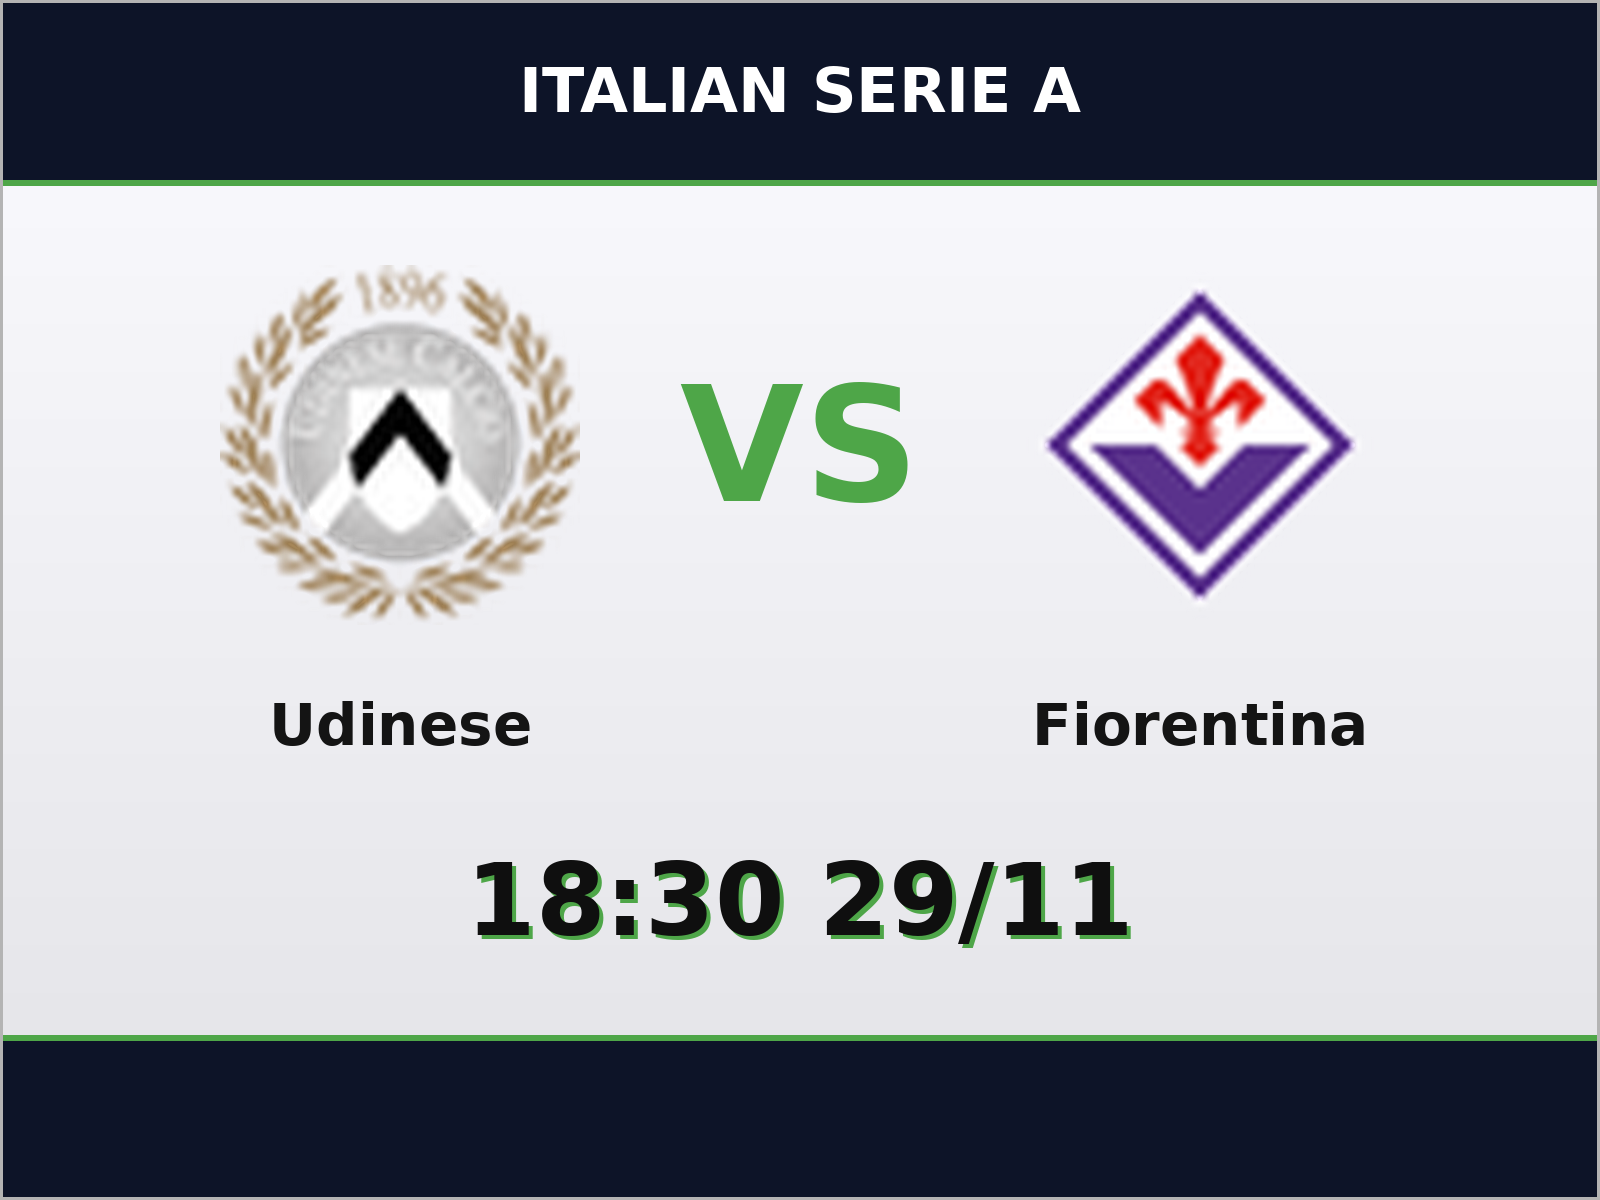 ITALIAN SERIE A
1896
VS
Udinese
Fiorentina
18:30 29/11